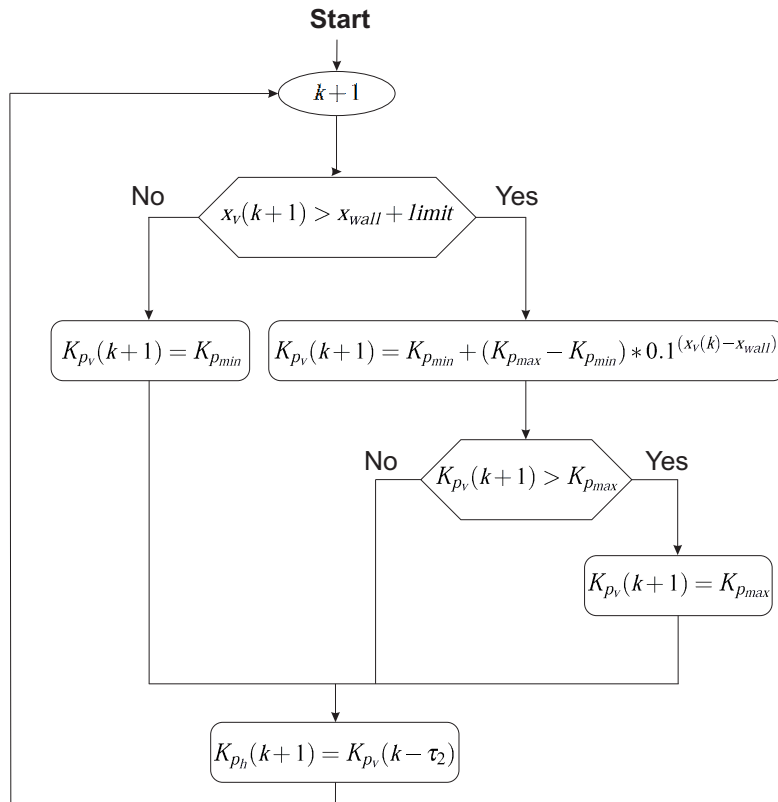 Start
k+1
No
Yes
x_v(k+1) > x_wall + limit
K_{p_v}(k+1) = K_{p_min}
K_{p_v}(k+1) = K_{p_min} + (K_{p_max} − K_{p_min}) * 0.1^{(x_v(k)−x_wall)}
No
Yes
K_{p_v}(k+1) > K_{p_max}
K_{p_v}(k+1) = K_{p_max}
K_{p_h}(k+1) = K_{p_v}(k − τ_2)